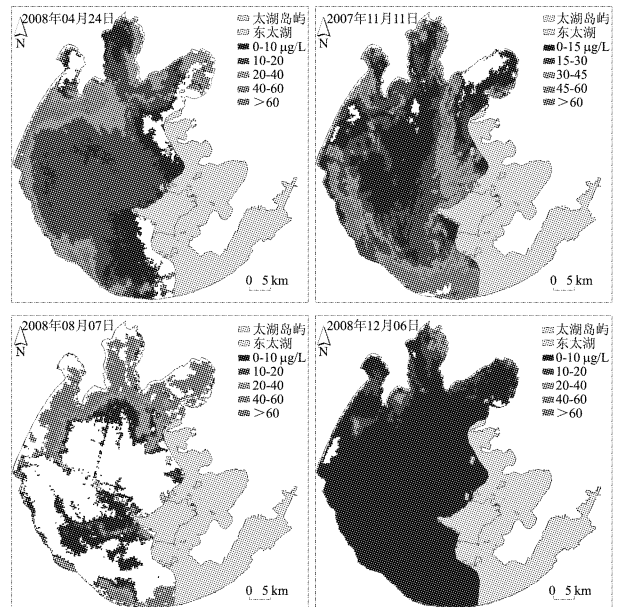 2008年04月24日
N
太湖岛屿
东太湖
0-10 μg/L
10-20
20-40
40-60
>60
0 5 km
2007年11月11日
N
太湖岛屿
东太湖
0-15 μg/L
15-30
30-45
45-60
>60
0 5 km
2008年08月07日
N
太湖岛屿
东太湖
0-10 μg/L
10-20
20-40
40-60
>60
0 5 km
2008年12月06日
N
太湖岛屿
东太湖
0-10 μg/L
10-20
20-40
40-60
>60
0 5 km